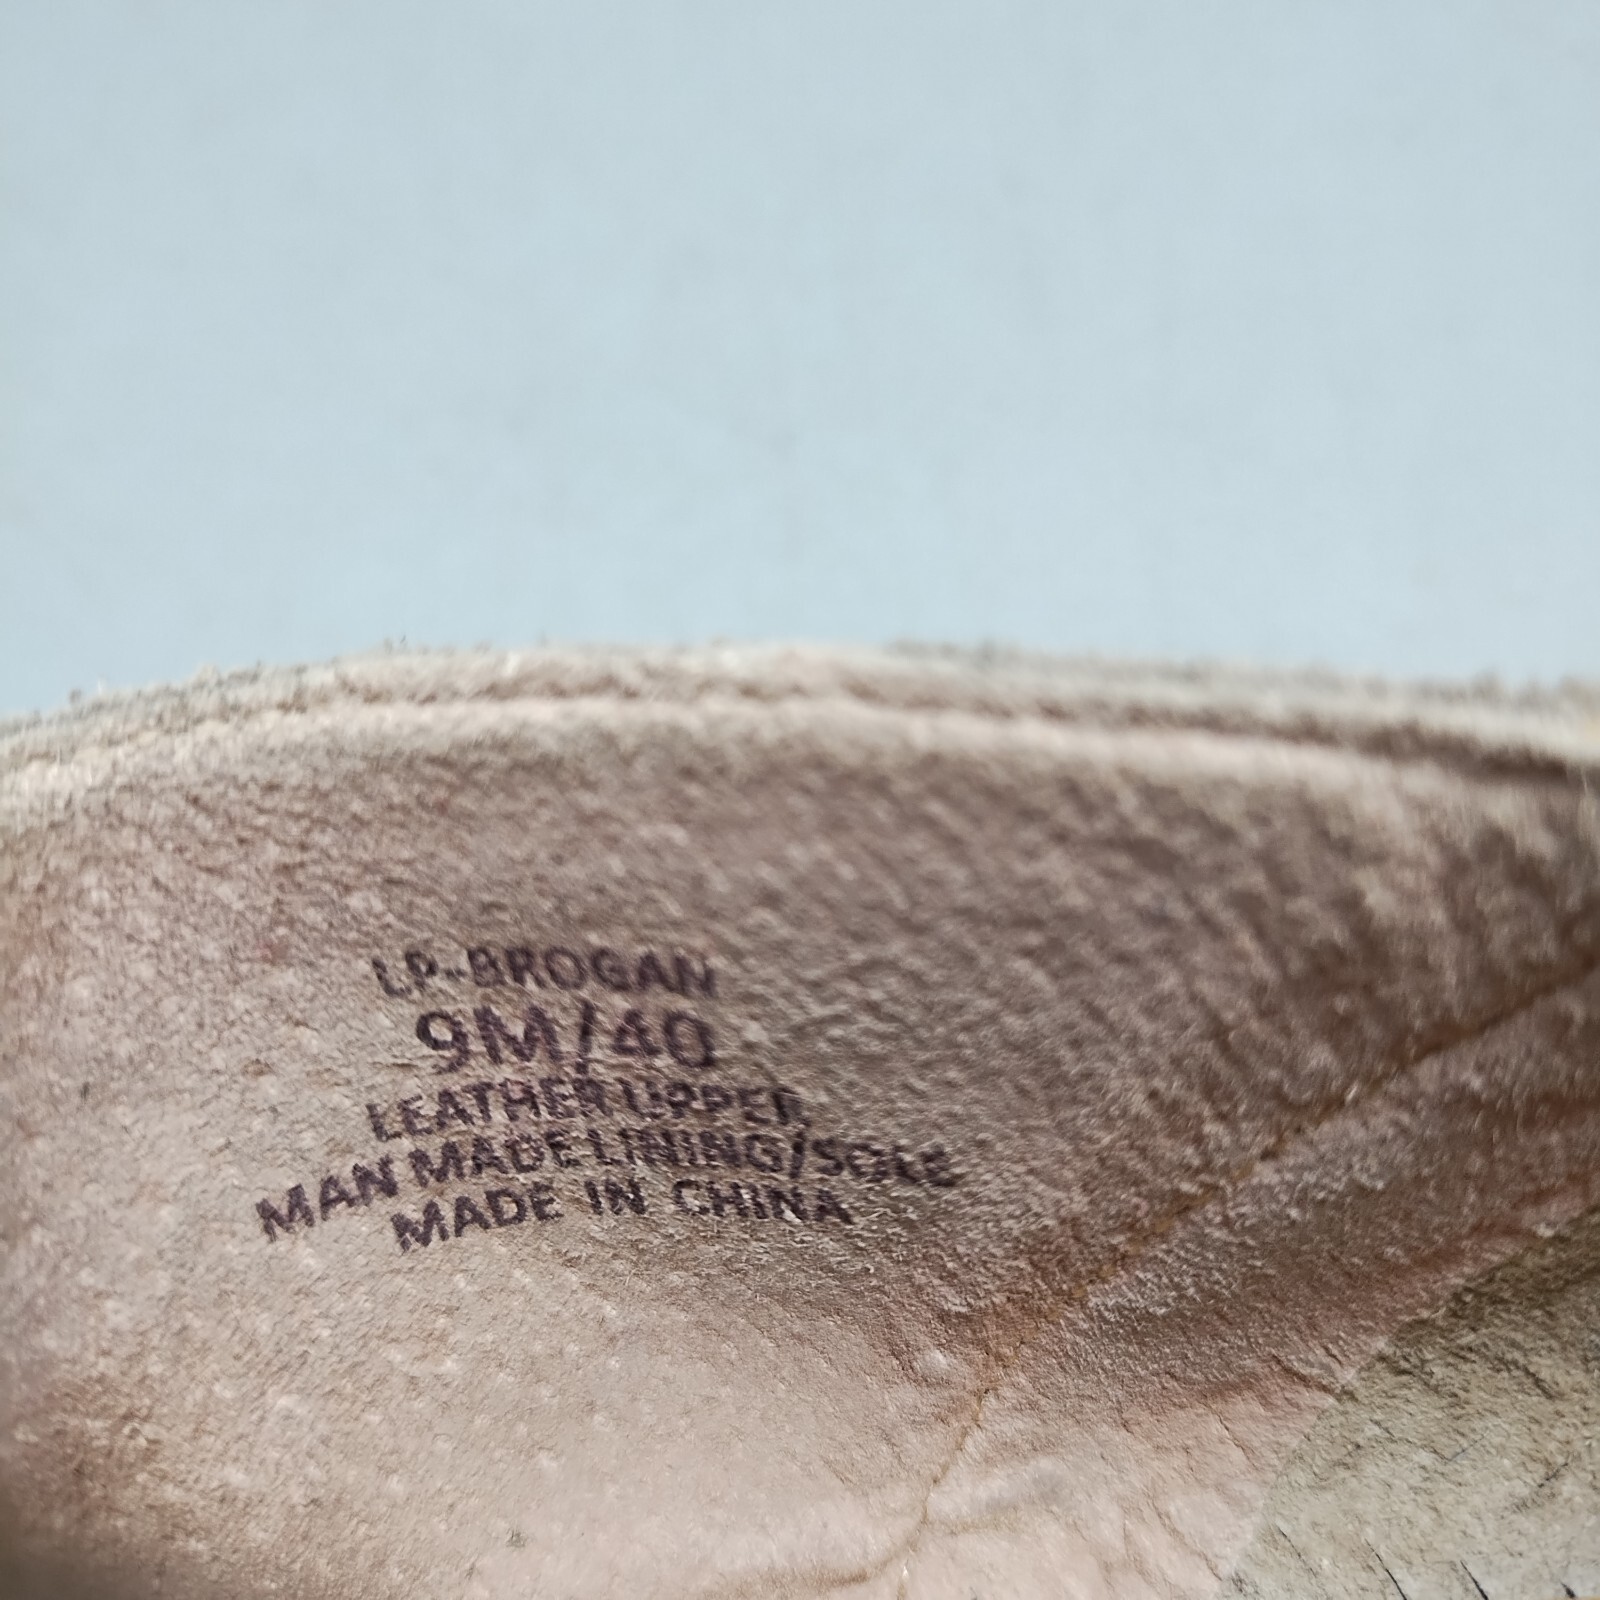 LP-BROGAN
9M/40
LEATHER UPPER
MAN MADE LINING/SOLE
MADE IN CHINA